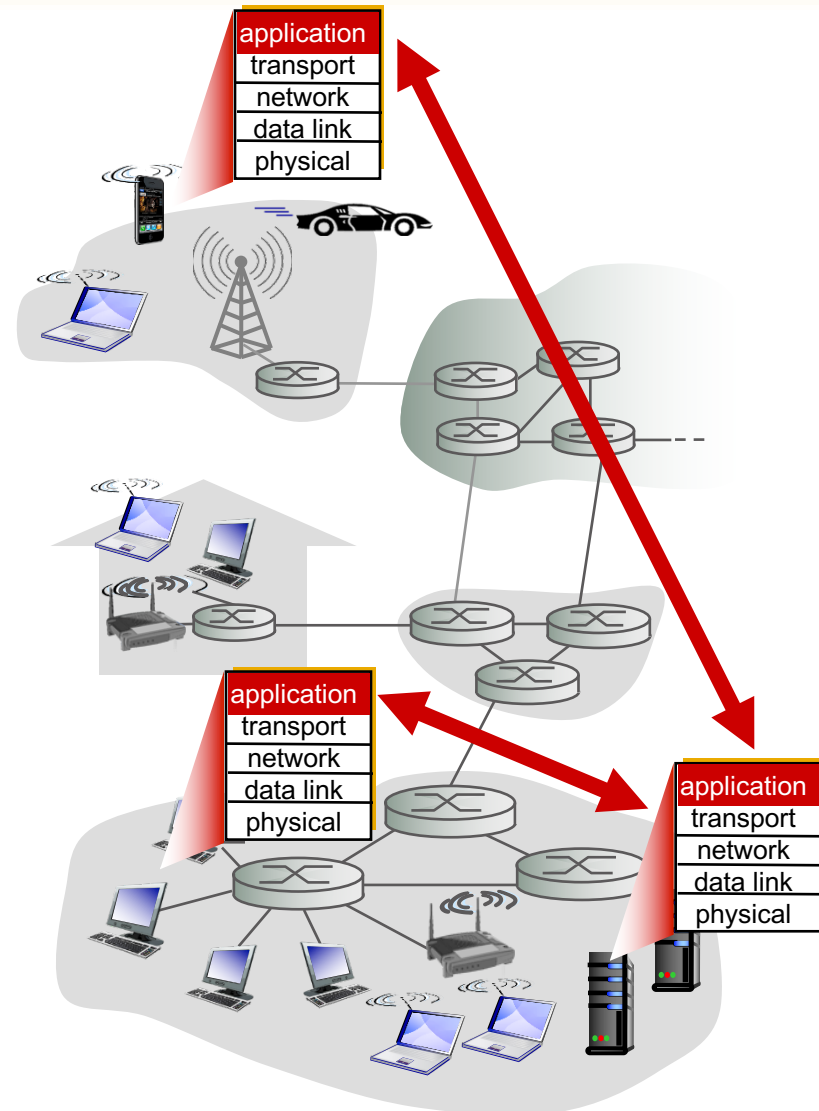 application
transport
network
data link
physical
application
transport
network
data link
physical
application
transport
network
data link
physical